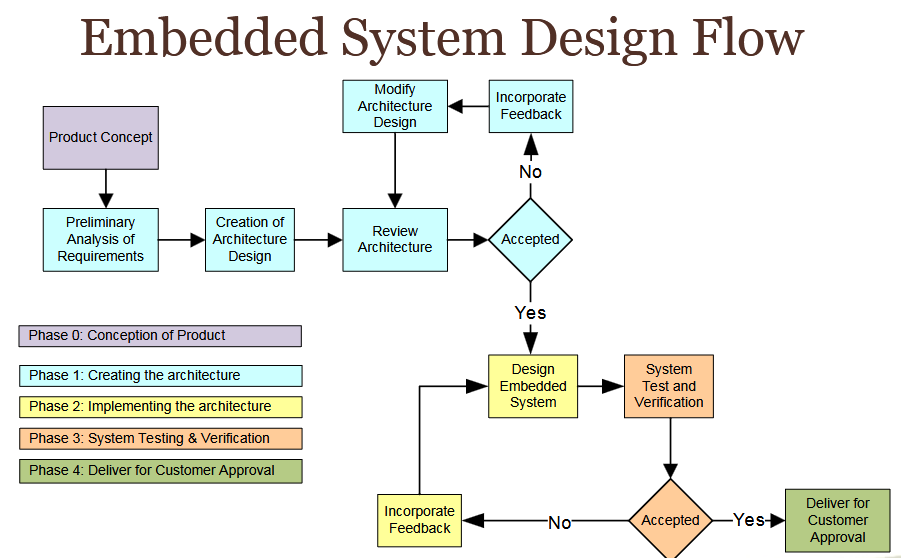 Embedded System Design Flow
Product Concept
Modify
Architecture
Design
Incorporate
Feedback
No
Preliminary
Analysis of
Requirements
Creation of
Architecture
Design
Review
Architecture
Accepted
Yes
Phase 0: Conception of Product
Phase 1: Creating the architecture
Phase 2: Implementing the architecture
Phase 3: System Testing & Verification
Phase 4: Deliver for Customer Approval
Design
Embedded
System
System
Test and
Verification
Incorporate
Feedback
No
Accepted
Yes
Deliver for
Customer
Approval